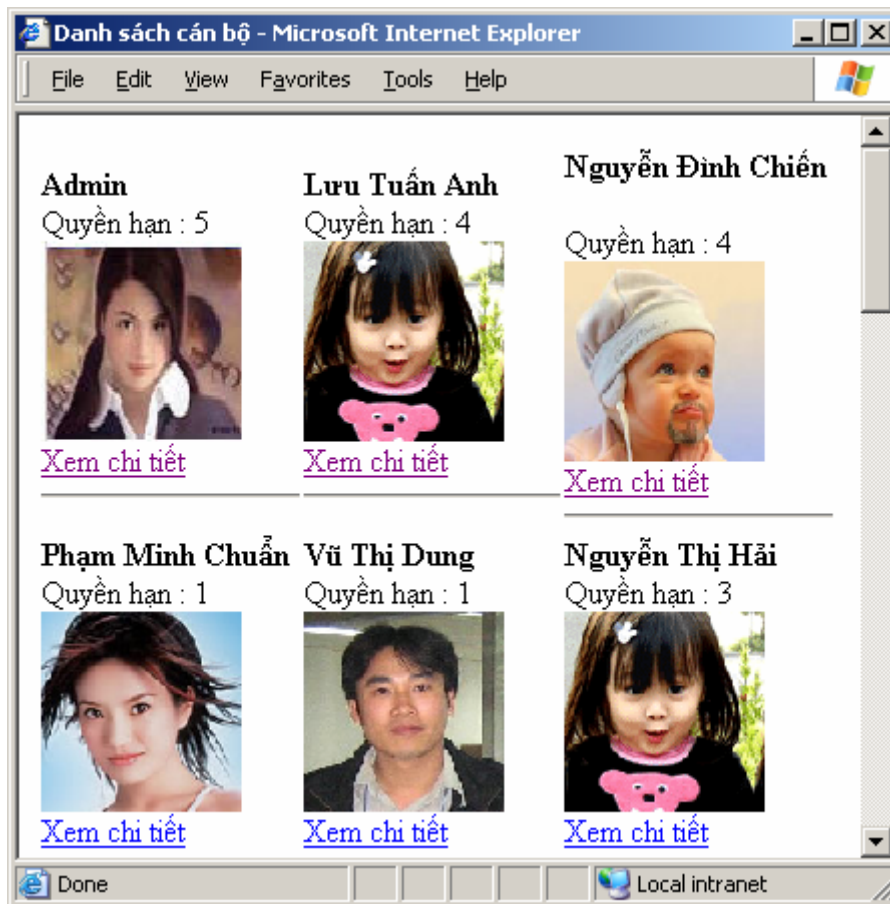 Danh sách cán bộ - Microsoft Internet Explorer
File Edit View Favorites Tools Help
Admin
Quyền hạn : 5
Xem chi tiết
Lưu Tuấn Anh
Quyền hạn : 4
Xem chi tiết
Nguyễn Đình Chiến
Quyền hạn : 4
Xem chi tiết
Phạm Minh Chuẩn
Quyền hạn : 1
Xem chi tiết
Vũ Thị Dung
Quyền hạn : 1
Xem chi tiết
Nguyễn Thị Hải
Quyền hạn : 3
Xem chi tiết
Done
Local intranet